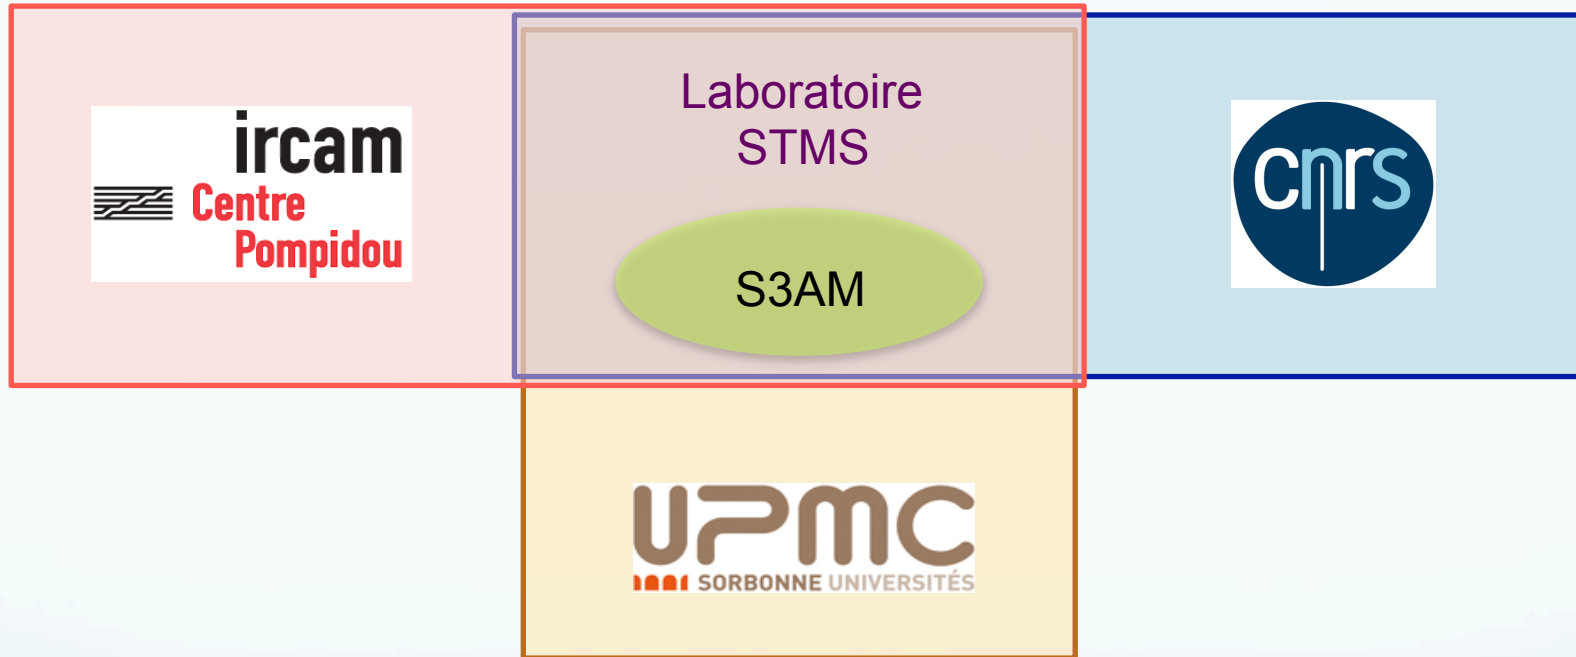 ircam
Centre
Pompidou
Laboratoire
STMS
S3AM
cnrs
UPMC
SORBONNE UNIVERSITÉS